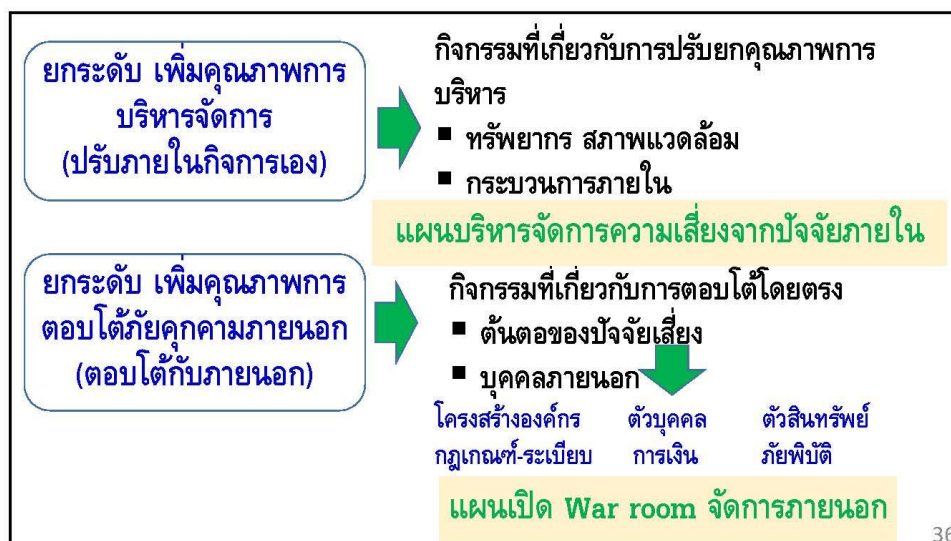 ยกระดับ เพิ่มคุณภาพการ
บริหารจัดการ
(ปรับภายในกิจการเอง)
กิจกรรมที่เกี่ยวกับการปรับยกคุณภาพการ
บริหาร
▪ ทรัพยากร สภาพแวดล้อม
▪ กระบวนการภายใน
แผนบริหารจัดการความเสี่ยงจากปัจจัยภายใน
ยกระดับ เพิ่มคุณภาพการ
ตอบโต้ภัยคุกคามภายนอก
(ตอบโต้กับภายนอก)
กิจกรรมที่เกี่ยวกับการตอบโต้โดยตรง
▪ ต้นตอของปัจจัยเสี่ยง
▪ บุคคลภายนอก
โครงสร้างองค์กร ตัวบุคคล ตัวสินทรัพย์
กฎเกณฑ์-ระเบียบ การเงิน ภัยพิบัติ
แผนเปิด War room จัดการภายนอก
36